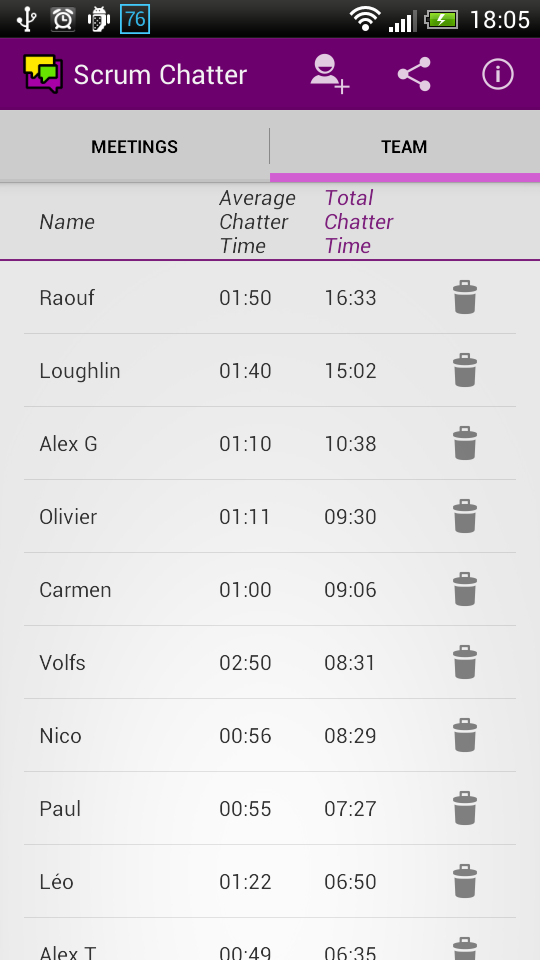 76 18:05
Scrum Chatter
MEETINGS TEAM
Name Average Chatter Time Total Chatter Time
Raouf 01:50 16:33
Loughlin 01:40 15:02
Alex G 01:10 10:38
Olivier 01:11 09:30
Carmen 01:00 09:06
Volfs 02:50 08:31
Nico 00:56 08:29
Paul 00:55 07:27
Léo 01:22 06:50
Alex T 00:49 06:35